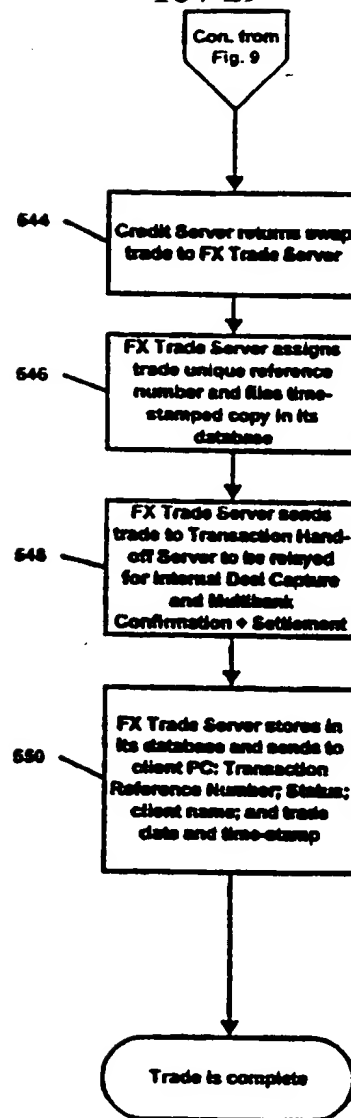 Con. from
Fig. 9
544
Credit Server returns swap
trade to FX Trade Server
546
FX Trade Server assigns
trade unique reference
number and files time-
stamped copy in its
database
548
FX Trade Server sends
trade to Transaction Hand-
off Server to be relayed
for Internal Deal Capture
and Multibank
Confirmation + Settlement
550
FX Trade Server stores in
its database and sends to
client PC: Transaction
Reference Number; Status;
client name; and trade
date and time-stamp
Trade is complete